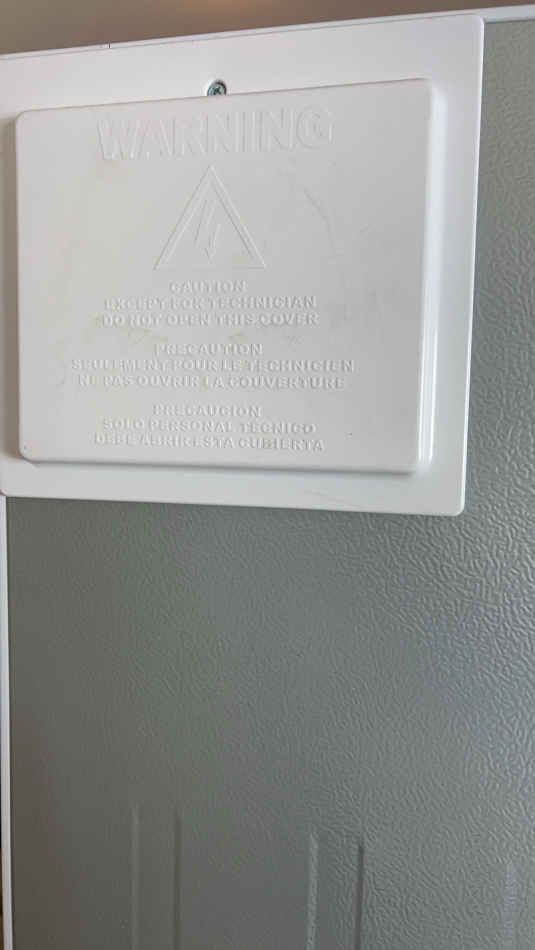 WARNING
CAUTION
EXCEPT FOR TECHNICIAN
DO NOT OPEN THIS COVER
PRECAUTION
SEULEMENT POUR LE TECHNICIEN
NE PAS OUVRIR LA COUVERTURE
PRECAUCION
SOLO PERSONAL TECNICO
DEBE ABRIR ESTA CUBIERTA